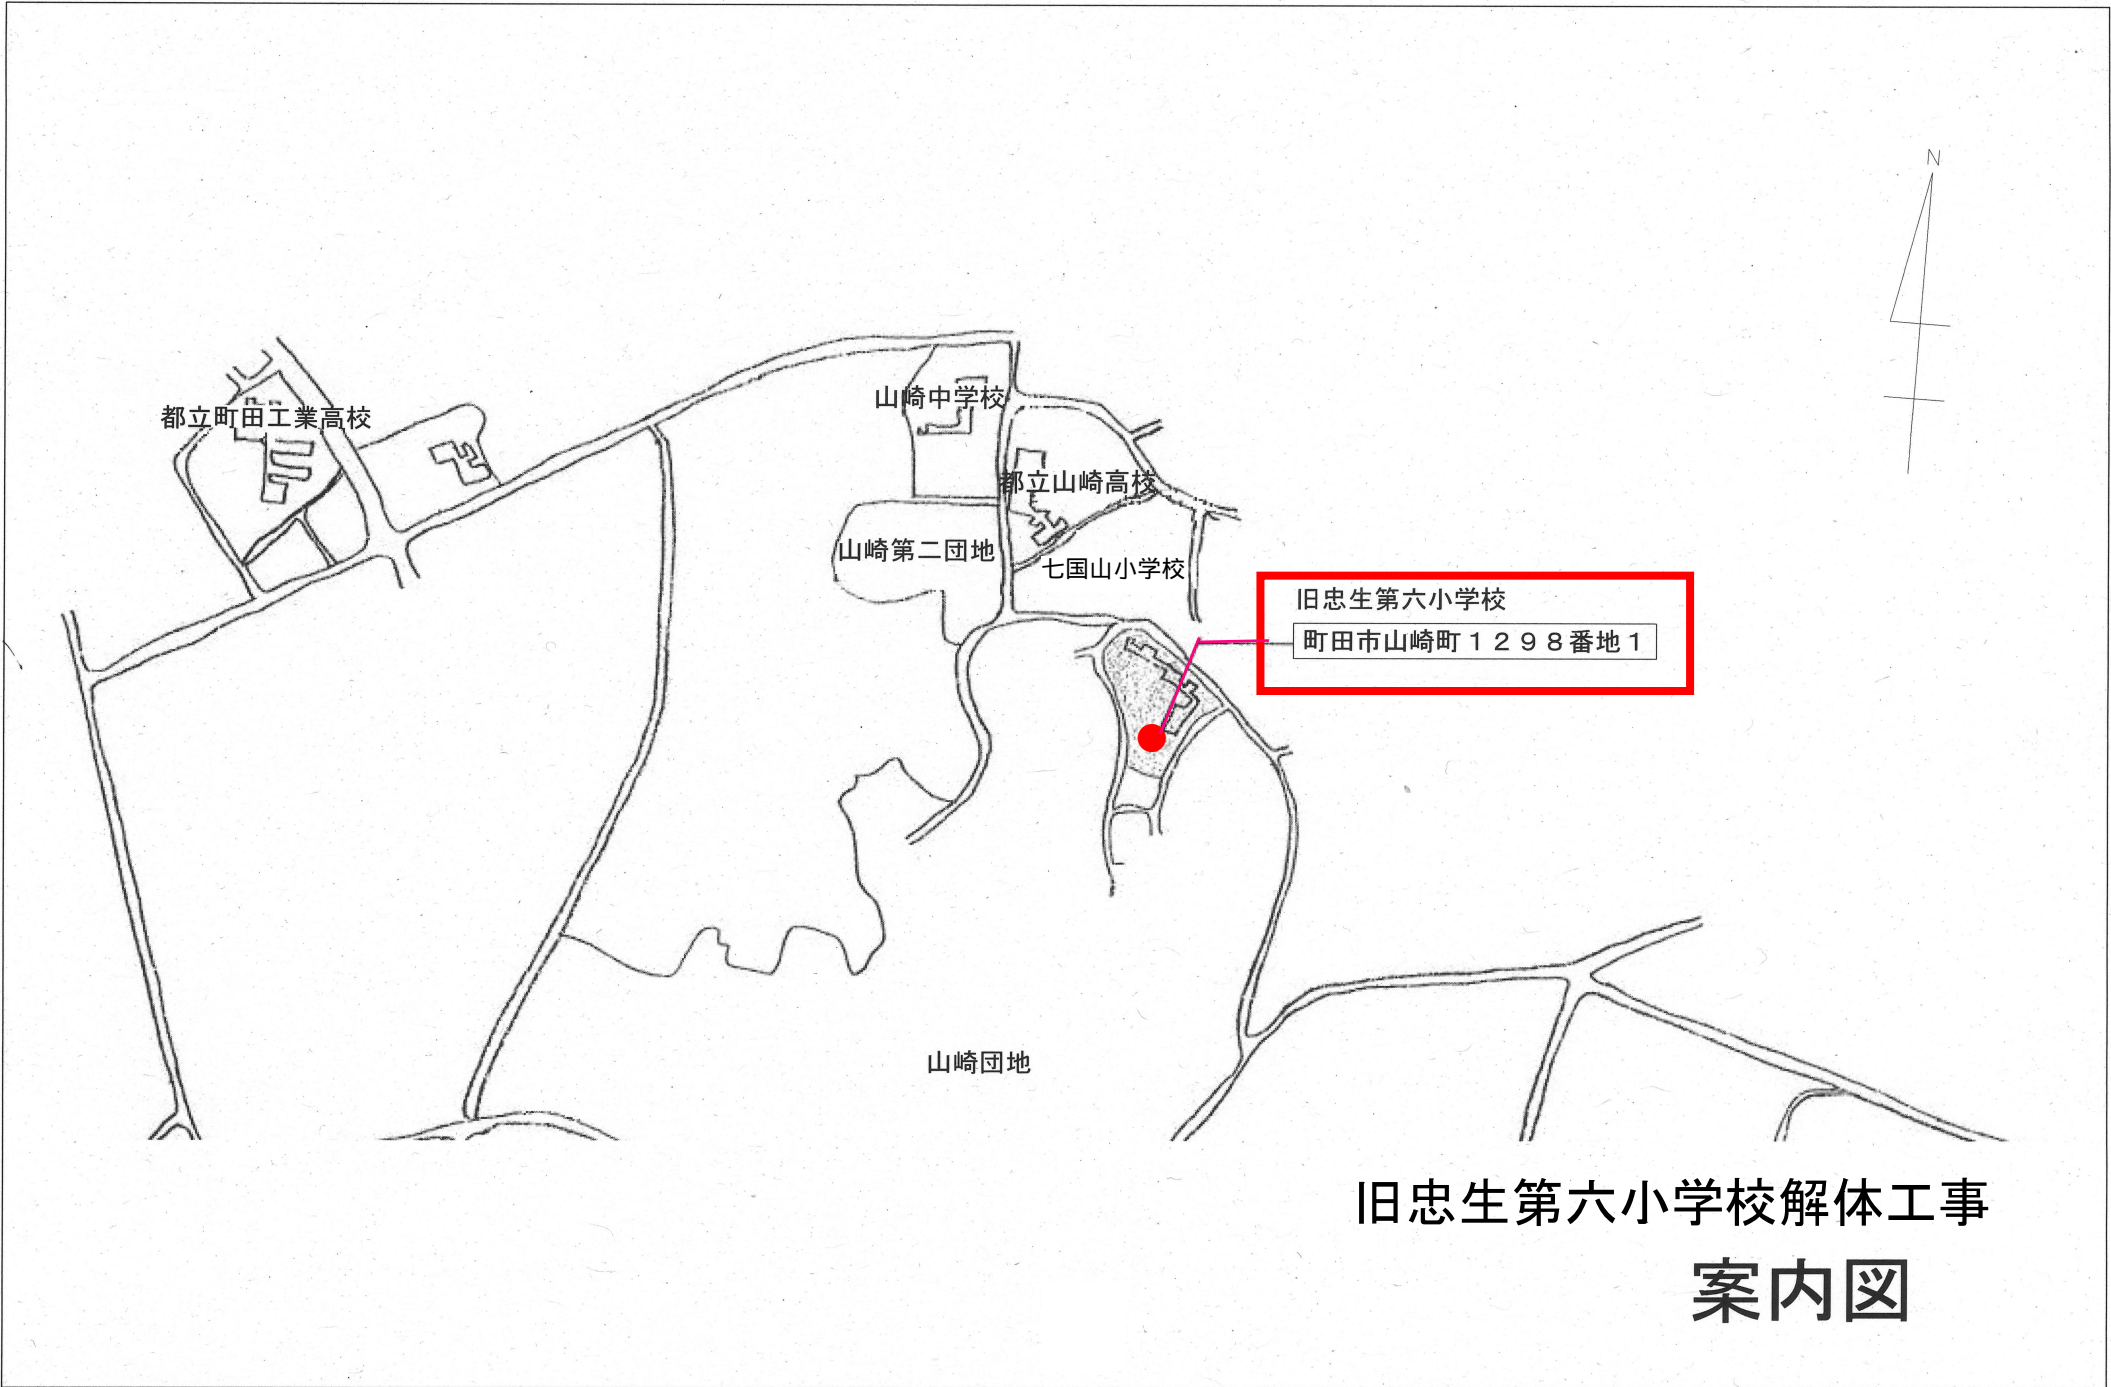 N
山崎中学校
都立町田工業高校
都立山崎高校
山崎第二団地
七国山小学校
旧忠生第六小学校
町田市山崎町１２９８番地１
山崎団地
旧忠生第六小学校解体工事
案内図